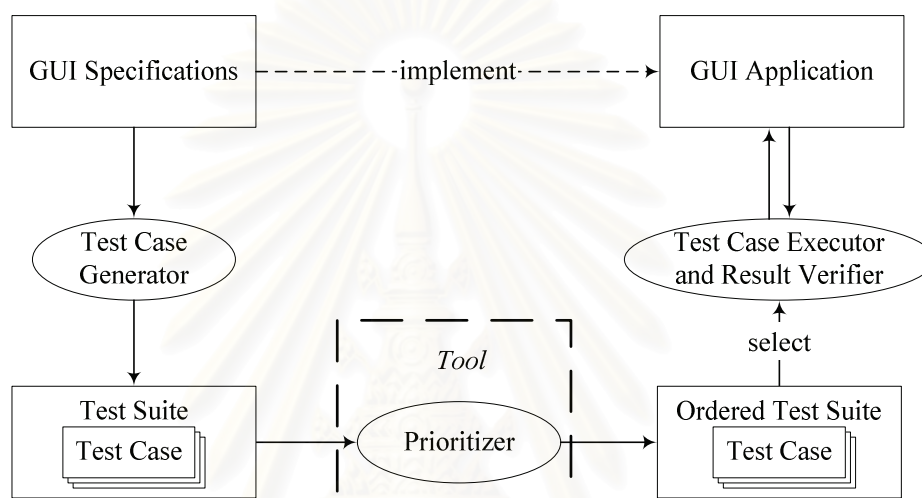 GUI Specifications
implement
GUI Application
Test Case
Generator
Test Case Executor
and Result Verifier
select
Tool
Test Suite
Test Case
Prioritizer
Ordered Test Suite
Test Case